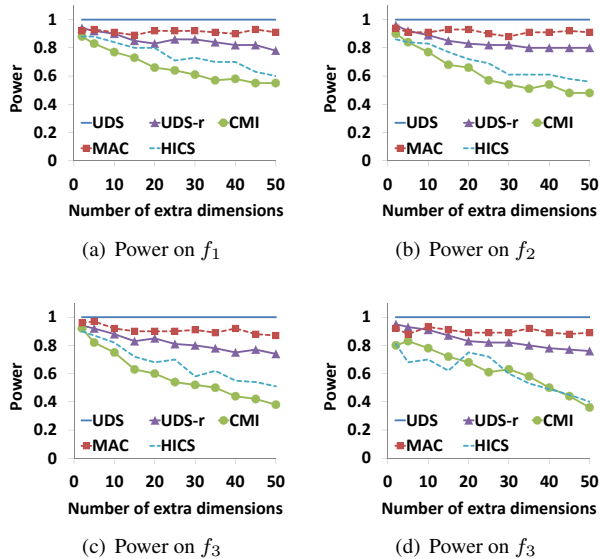 1
0.8
0.6
0.4
0.2
0
Power
UDS UDS-r CMI
MAC HICS
0 10 20 30 40 50
Number of extra dimensions
(a) Power on f1
1
0.8
0.6
0.4
0.2
0
Power
UDS UDS-r CMI
MAC HICS
0 10 20 30 40 50
Number of extra dimensions
(b) Power on f2
1
0.8
0.6
0.4
0.2
0
Power
UDS UDS-r CMI
MAC HICS
0 10 20 30 40 50
Number of extra dimensions
(c) Power on f3
1
0.8
0.6
0.4
0.2
0
Power
UDS UDS-r CMI
MAC HICS
0 10 20 30 40 50
Number of extra dimensions
(d) Power on f3